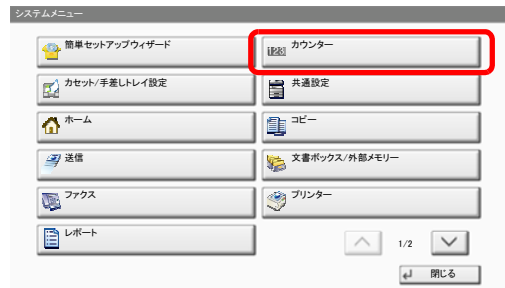 システムメニュー
簡単セットアップウィザード
カウンター
カセット/手差しトレイ設定
共通設定
ホーム
コピー
送信
文書ボックス/外部メモリー
ファクス
プリンター
レポート
1/2
閉じる